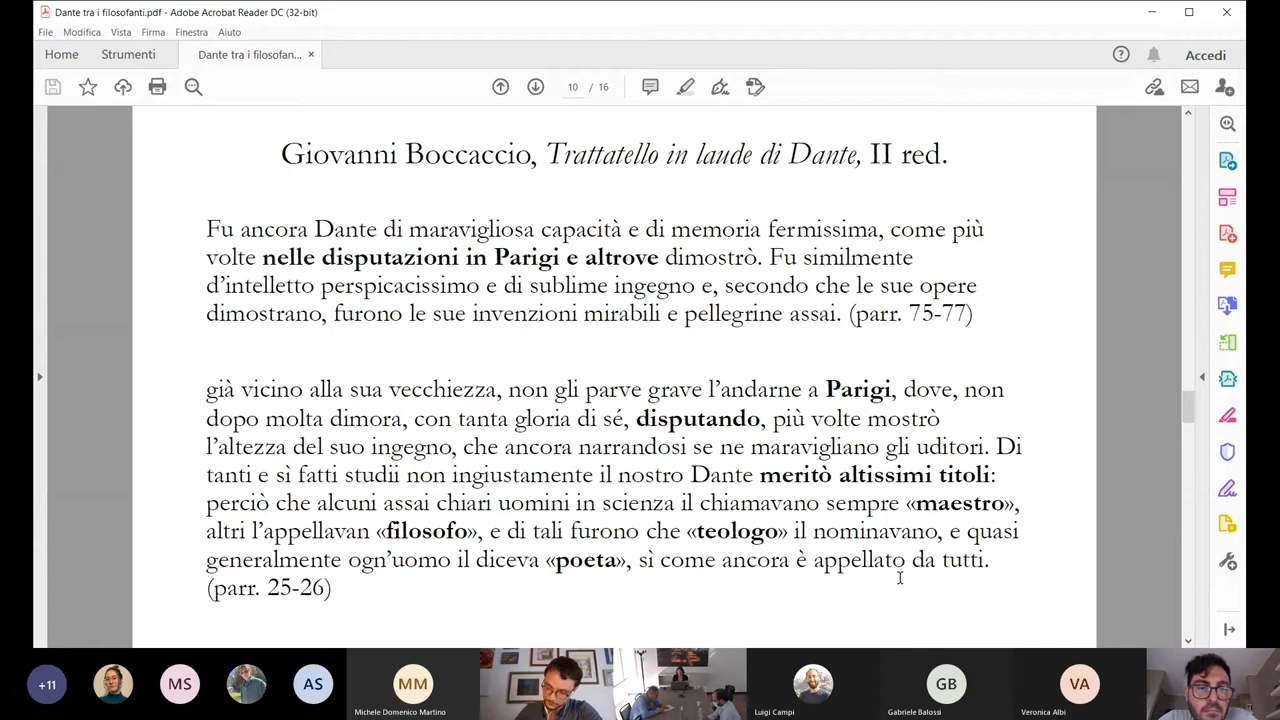 Dante tra i filosofanti.pdf - Adobe Acrobat Reader DC (32-bit)
File Modifica Vista Firma Finestra Aiuto
Home Strumenti Dante tra i filosofan... × Accedi
10 / 16
Giovanni Boccaccio, Trattatello in laude di Dante, II red.
Fu ancora Dante di maravigliosa capacità e di memoria fermissima, come più
volte nelle disputazioni in Parigi e altrove dimostrò. Fu similmente
d'intelletto perspicacissimo e di sublime ingegno e, secondo che le sue opere
dimostrano, furono le sue invenzioni mirabili e pellegrine assai. (parr. 75-77)
già vicino alla sua vecchiezza, non gli parve grave l'andarne a Parigi, dove, non
dopo molta dimora, con tanta gloria di sé, disputando, più volte mostrò
l'altezza del suo ingegno, che ancora narrandosi se ne maravigliano gli uditori. Di
tanti e sì fatti studii non ingiustamente il nostro Dante meritò altissimi titoli:
perciò che alcuni assai chiari uomini in scienza il chiamavano sempre «maestro»,
altri l'appellavan «filosofo», e di tali furono che «teologo» il nominavano, e quasi
generalmente ogn'uomo il diceva «poeta», sì come ancora è appellato da tutti.
(parr. 25-26)
+11 MS AS MM GB VA
Michele Domenico Martino Luigi Campi Gabriele Balossi Veronica Albi